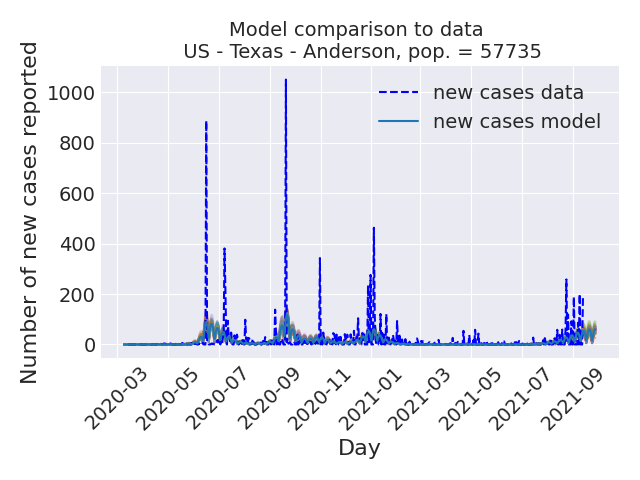 Model comparison to data
US - Texas - Anderson, pop. = 57735
Number of new cases reported
1000
800
600
400
200
0
new cases data
new cases model
2020-03
2020-05
2020-07
2020-09
2020-11
2021-01
2021-03
2021-05
2021-07
2021-09
Day